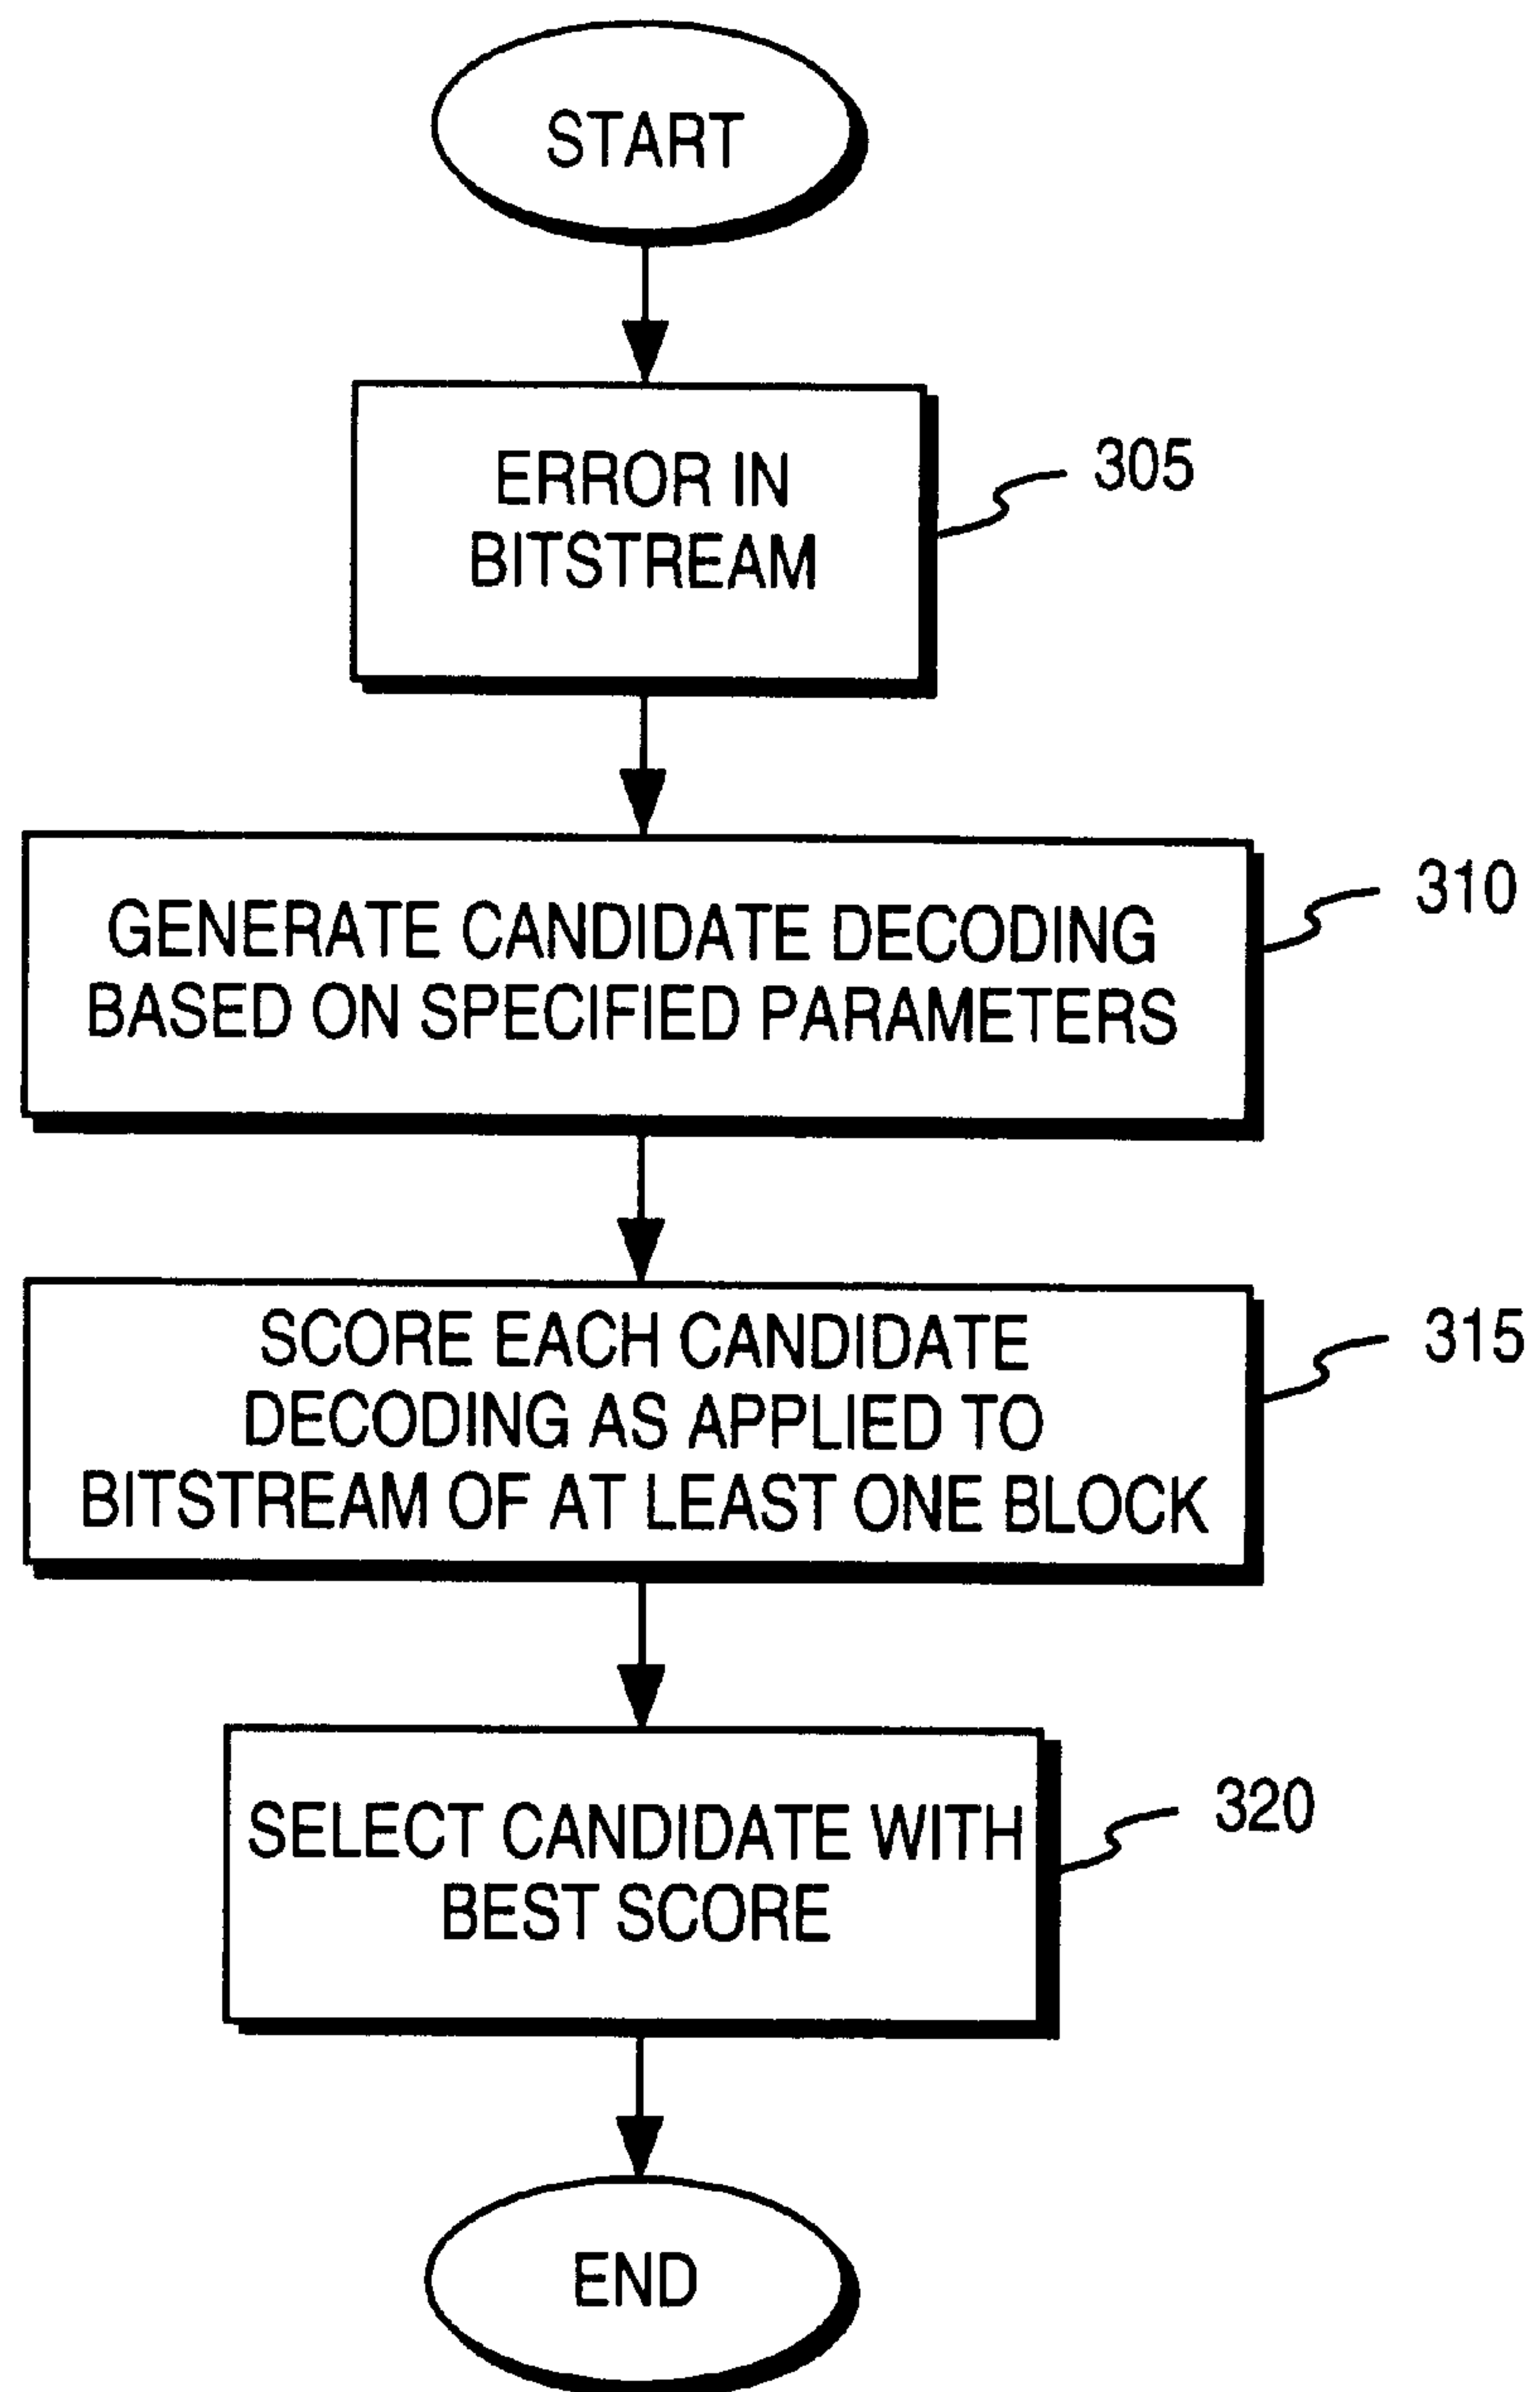 START
ERROR IN
BITSTREAM
305
GENERATE CANDIDATE DECODING
BASED ON SPECIFIED PARAMETERS
310
SCORE EACH CANDIDATE
DECODING AS APPLIED TO
BITSTREAM OF AT LEAST ONE BLOCK
315
SELECT CANDIDATE WITH
BEST SCORE
320
END